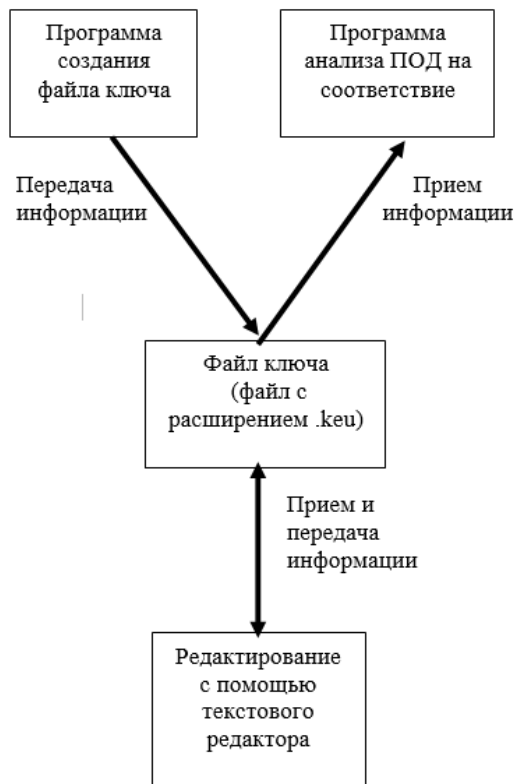 Программа
создания
файла ключа
Программа
анализа ПОД на
соответствие
Передача
информации
Прием
информации
Файл ключа
(файл с
расширением .keu)
Прием и
передача
информации
Редактирование
с помощью
текстового
редактора